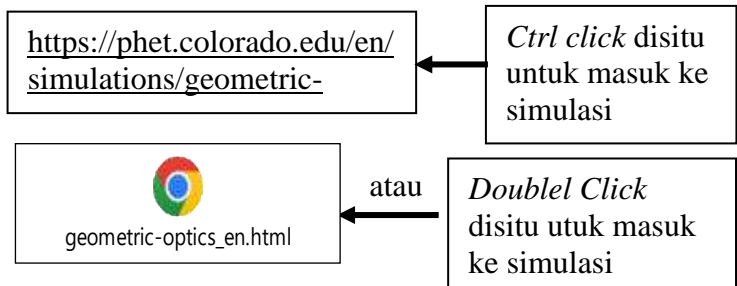 https://phet.colorado.edu/en/
simulations/geometric-
Ctrl click disitu
untuk masuk ke
simulasi
geometric-optics_en.html
atau
Doublel Click
disitu utuk masuk
ke simulasi